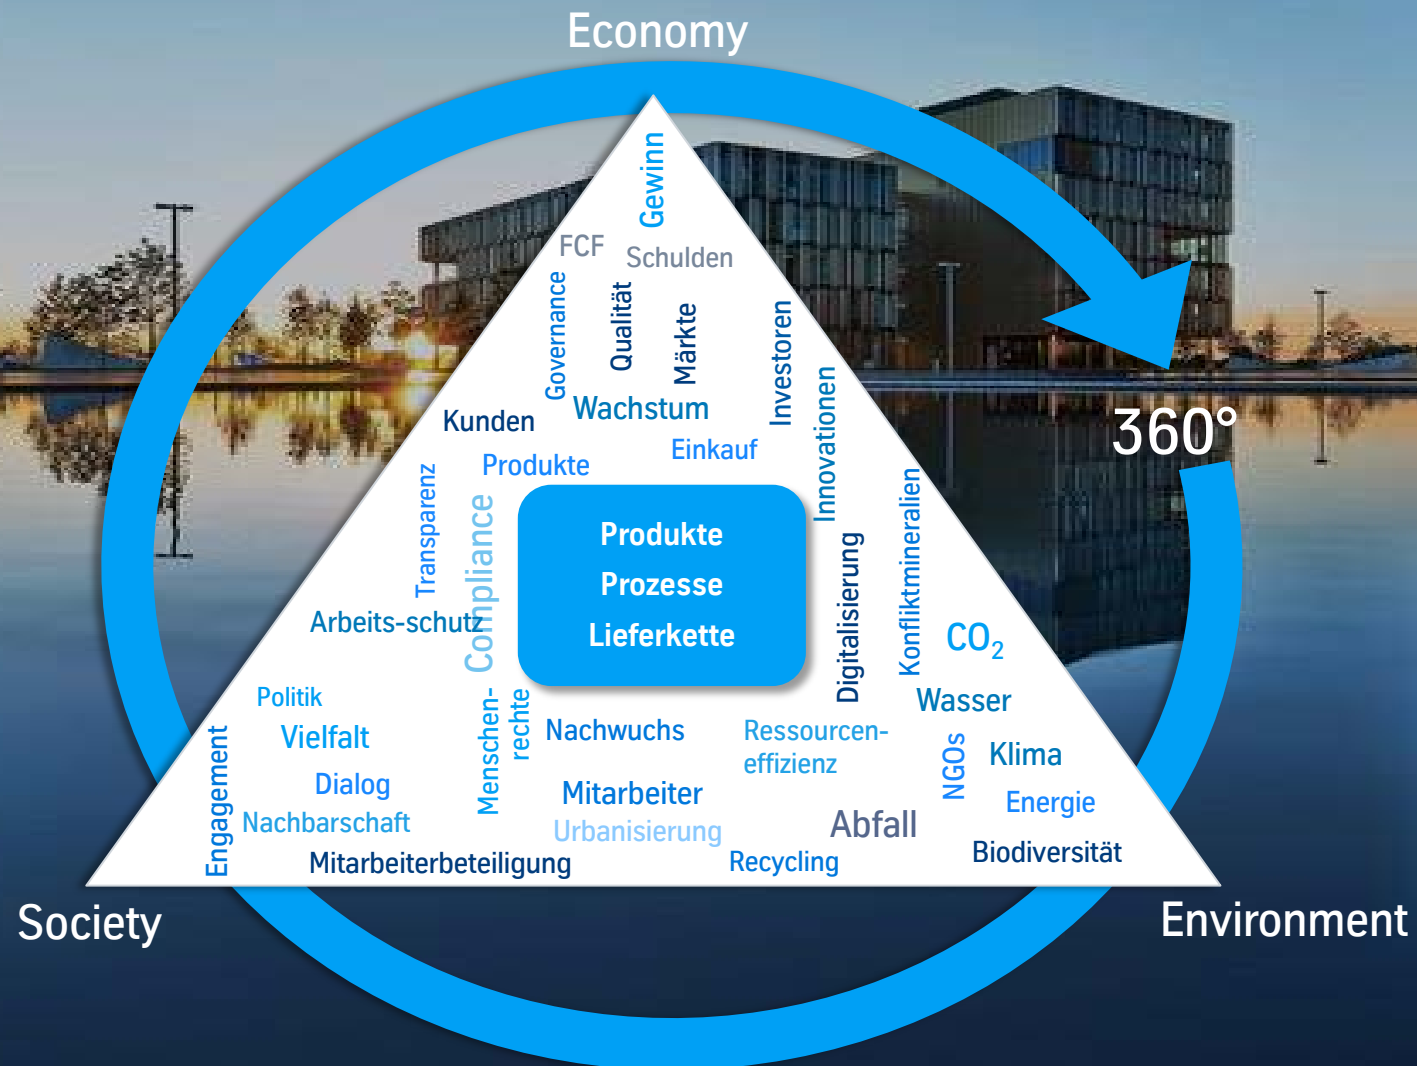 Economy
Gewinn
FCF
Schulden
Governance
Qualität
Märkte
Investoren
Wachstum
Kunden
Einkauf
Innovationen
Produkte
Transparenz
Compliance
Konfliktmineralien
Produkte
Prozesse
Lieferkette
Digitalisierung
360°
Arbeits-schutz
CO₂
Politik
Wasser
Menschen-
rechte
Nachwuchs
Ressourcen-
effizienz
Vielfalt
NGOs
Klima
Engagement
Dialog
Mitarbeiter
Energie
Nachbarschaft
Urbanisierung
Abfall
Mitarbeiterbeteiligung
Recycling
Biodiversität
Society
Environment